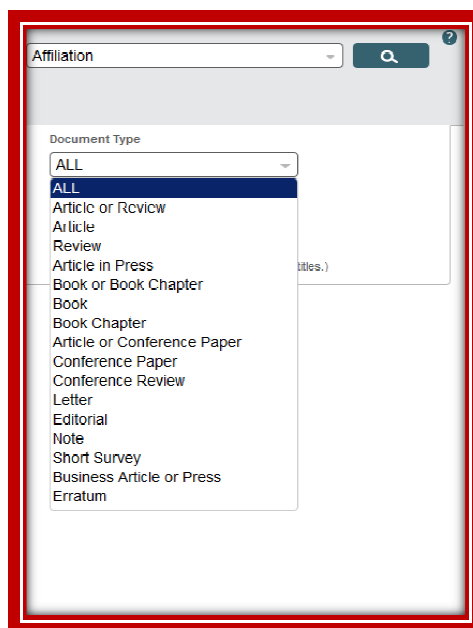 ?
Affiliation
Document Type
ALL
ALL
Article or Review
Article
Review
Article in Press
titles.)
Book or Book Chapter
Book
Book Chapter
Article or Conference Paper
Conference Paper
Conference Review
Letter
Editorial
Note
Short Survey
Business Article or Press
Erratum